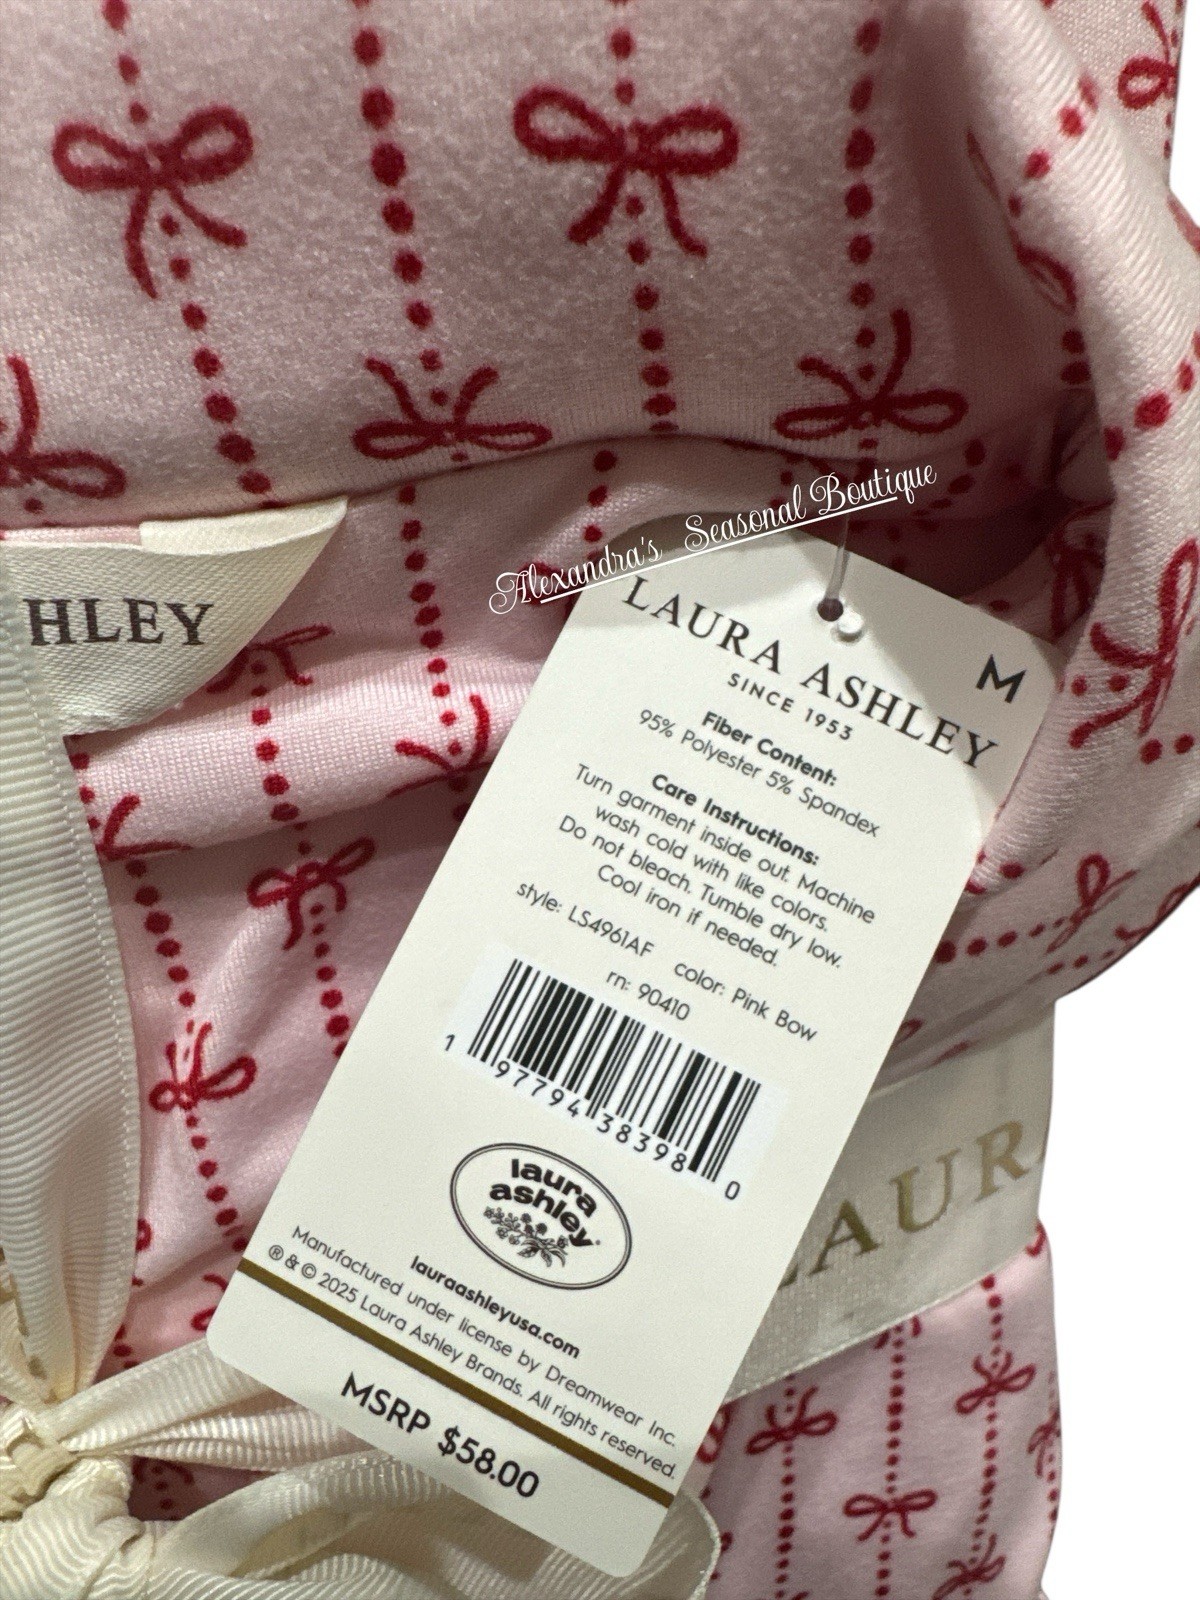 Alexandra's Seasonal Boutique
HLEY
LAURA ASHLEY
SINCE 1953
M
Fiber Content:
95% Polyester 5% Spandex
Care Instructions:
Turn garment inside out. Machine
wash cold with like colors.
Do not bleach. Tumble dry low.
Cool iron if needed.
style: LS4961AF color: Pink Bow
rn: 90410
1 97794 38398 0
laura
ashley
lauraashleyusa.com
Manufactured under license by Dreamwear Inc.
® & © 2025 Laura Ashley Brands. All rights reserved.
MSRP $58.00
LAUR